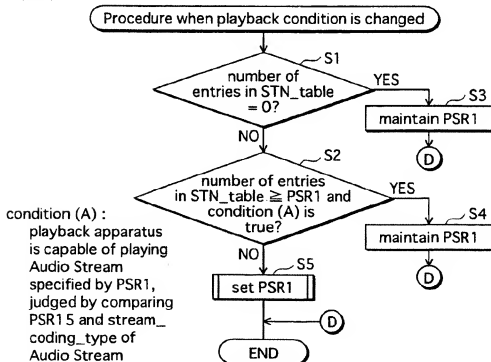 Procedure when playback condition is changed
S1
number of
entries in STN_table
= 0?
YES
S3
maintain PSR1
D
NO
S2
number of entries
in STN_table ≧ PSR1 and
condition (A) is
true?
YES
S4
maintain PSR1
D
NO
S5
set PSR1
D
END
condition (A) :
playback apparatus
is capable of playing
Audio Stream
specified by PSR1,
judged by comparing
PSR15 and stream_
coding_type of
Audio Stream